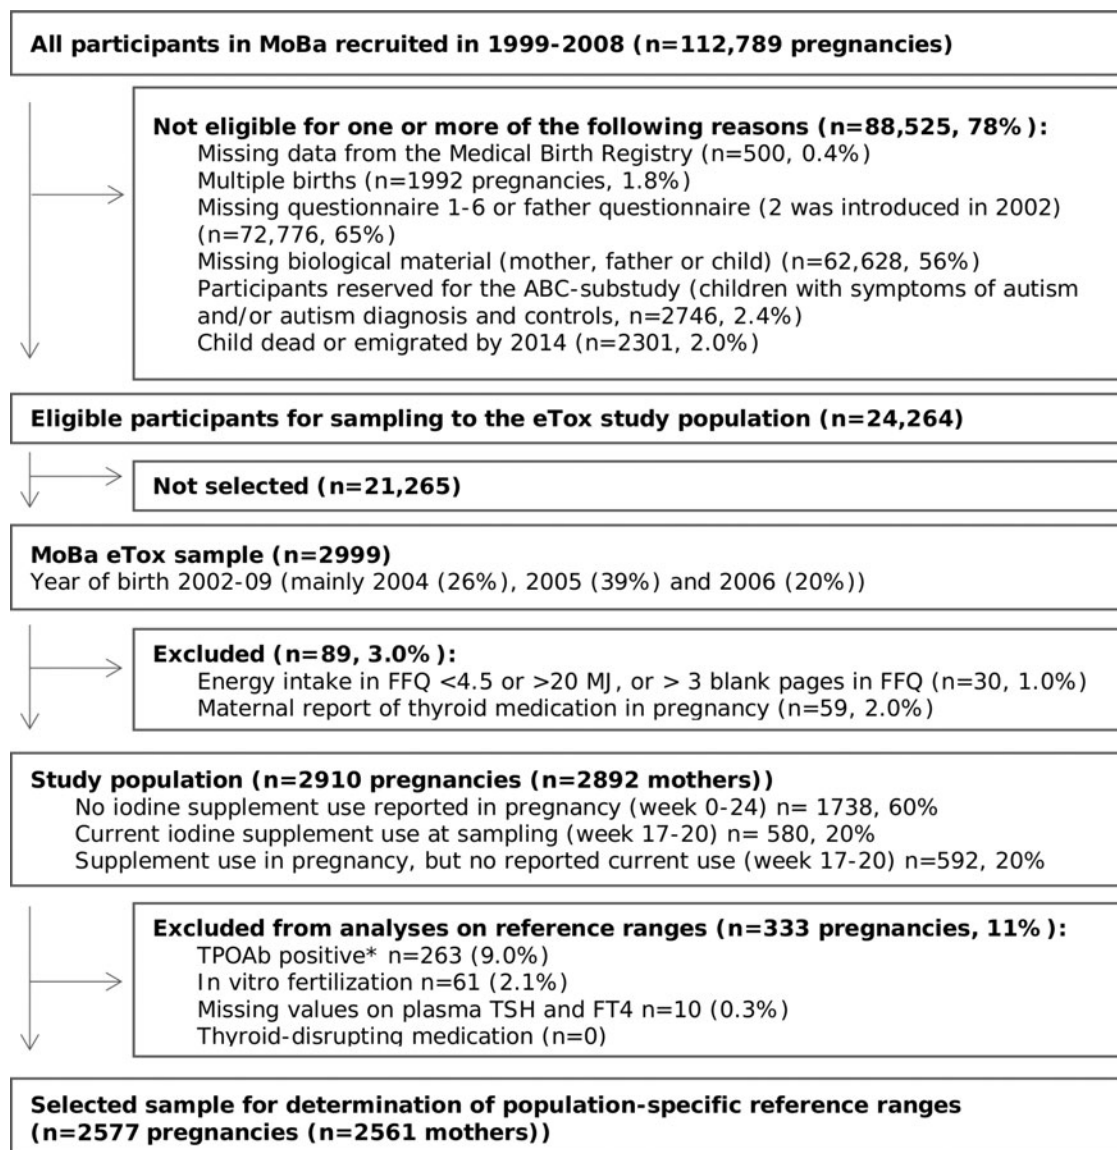 All participants in MoBa recruited in 1999-2008 (n=112,789 pregnancies)
Not eligible for one or more of the following reasons (n=88,525, 78%):
Missing data from the Medical Birth Registry (n=500, 0.4%)
Multiple births (n=1992 pregnancies, 1.8%)
Missing questionnaire 1-6 or father questionnaire (2 was introduced in 2002)
(n=72,776, 65%)
Missing biological material (mother, father or child) (n=62,628, 56%)
Participants reserved for the ABC-substudy (children with symptoms of autism
and/or autism diagnosis and controls, n=2746, 2.4%)
Child dead or emigrated by 2014 (n=2301, 2.0%)
Eligible participants for sampling to the eTox study population (n=24,264)
Not selected (n=21,265)
MoBa eTox sample (n=2999)
Year of birth 2002-09 (mainly 2004 (26%), 2005 (39%) and 2006 (20%))
Excluded (n=89, 3.0%):
Energy intake in FFQ <4.5 or >20 MJ, or > 3 blank pages in FFQ (n=30, 1.0%)
Maternal report of thyroid medication in pregnancy (n=59, 2.0%)
Study population (n=2910 pregnancies (n=2892 mothers))
No iodine supplement use reported in pregnancy (week 0-24) n= 1738, 60%
Current iodine supplement use at sampling (week 17-20) n= 580, 20%
Supplement use in pregnancy, but no reported current use (week 17-20) n=592, 20%
Excluded from analyses on reference ranges (n=333 pregnancies, 11%):
TPOAb positive* n=263 (9.0%)
In vitro fertilization n=61 (2.1%)
Missing values on plasma TSH and FT4 n=10 (0.3%)
Thyroid-disrupting medication (n=0)
Selected sample for determination of population-specific reference ranges
(n=2577 pregnancies (n=2561 mothers))